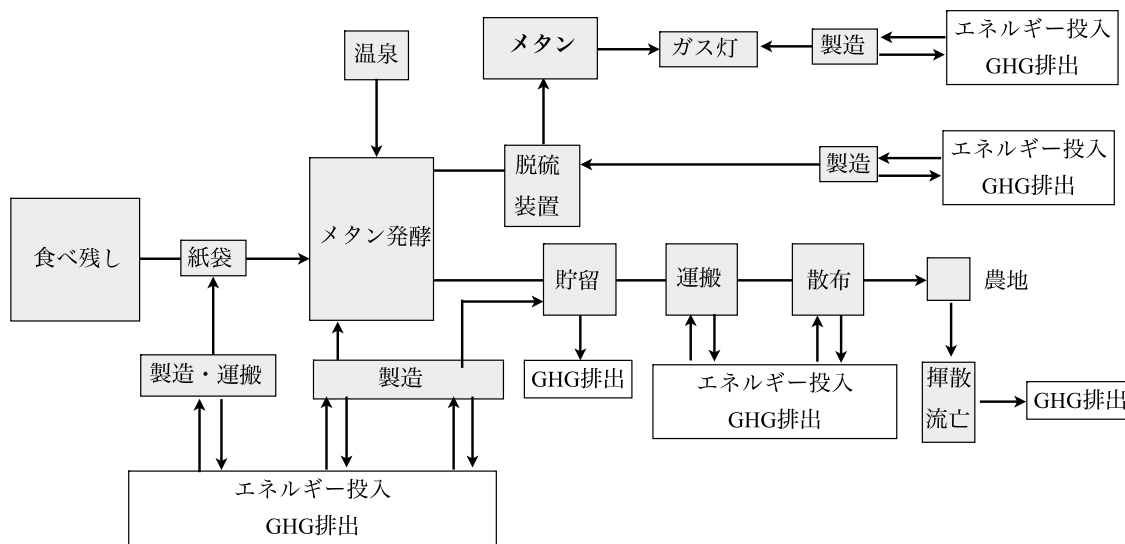 温泉
メタン
ガス灯
製造
エネルギー投入
GHG排出
脱硫
装置
製造
エネルギー投入
GHG排出
食べ残し
紙袋
メタン発酵
貯留
運搬
散布
農地
製造・運搬
製造
GHG排出
エネルギー投入
GHG排出
揮散
流亡
GHG排出
エネルギー投入
GHG排出